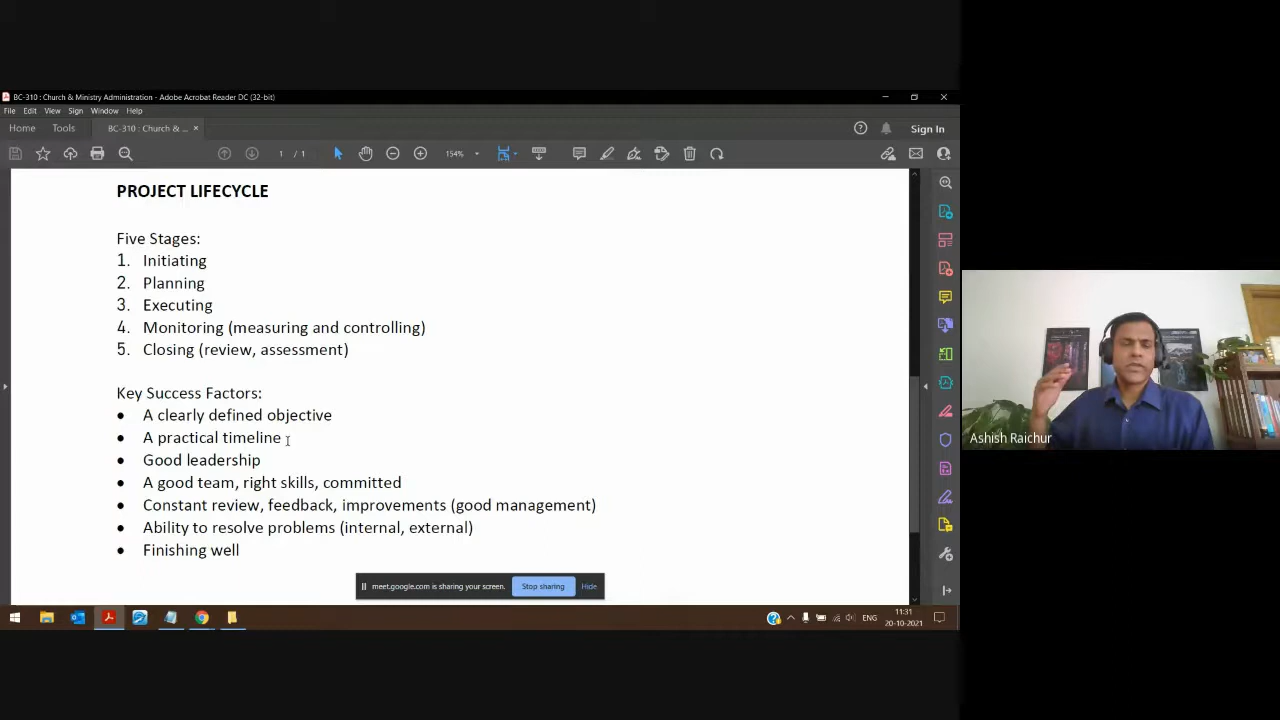 BC-310 : Church & Ministry Administration - Adobe Acrobat Reader DC (32-bit)
File Edit View Sign Window Help
Home Tools BC-310 : Church & ... × Sign In
1 / 1 154%
PROJECT LIFECYCLE
Five Stages:
1. Initiating
2. Planning
3. Executing
4. Monitoring (measuring and controlling)
5. Closing (review, assessment)
Key Success Factors:
• A clearly defined objective
• A practical timeline
• Good leadership
• A good team, right skills, committed
• Constant review, feedback, improvements (good management)
• Ability to resolve problems (internal, external)
• Finishing well
meet.google.com is sharing your screen. Stop sharing Hide
ENG 11:31
20-10-2021
Ashish Raichur